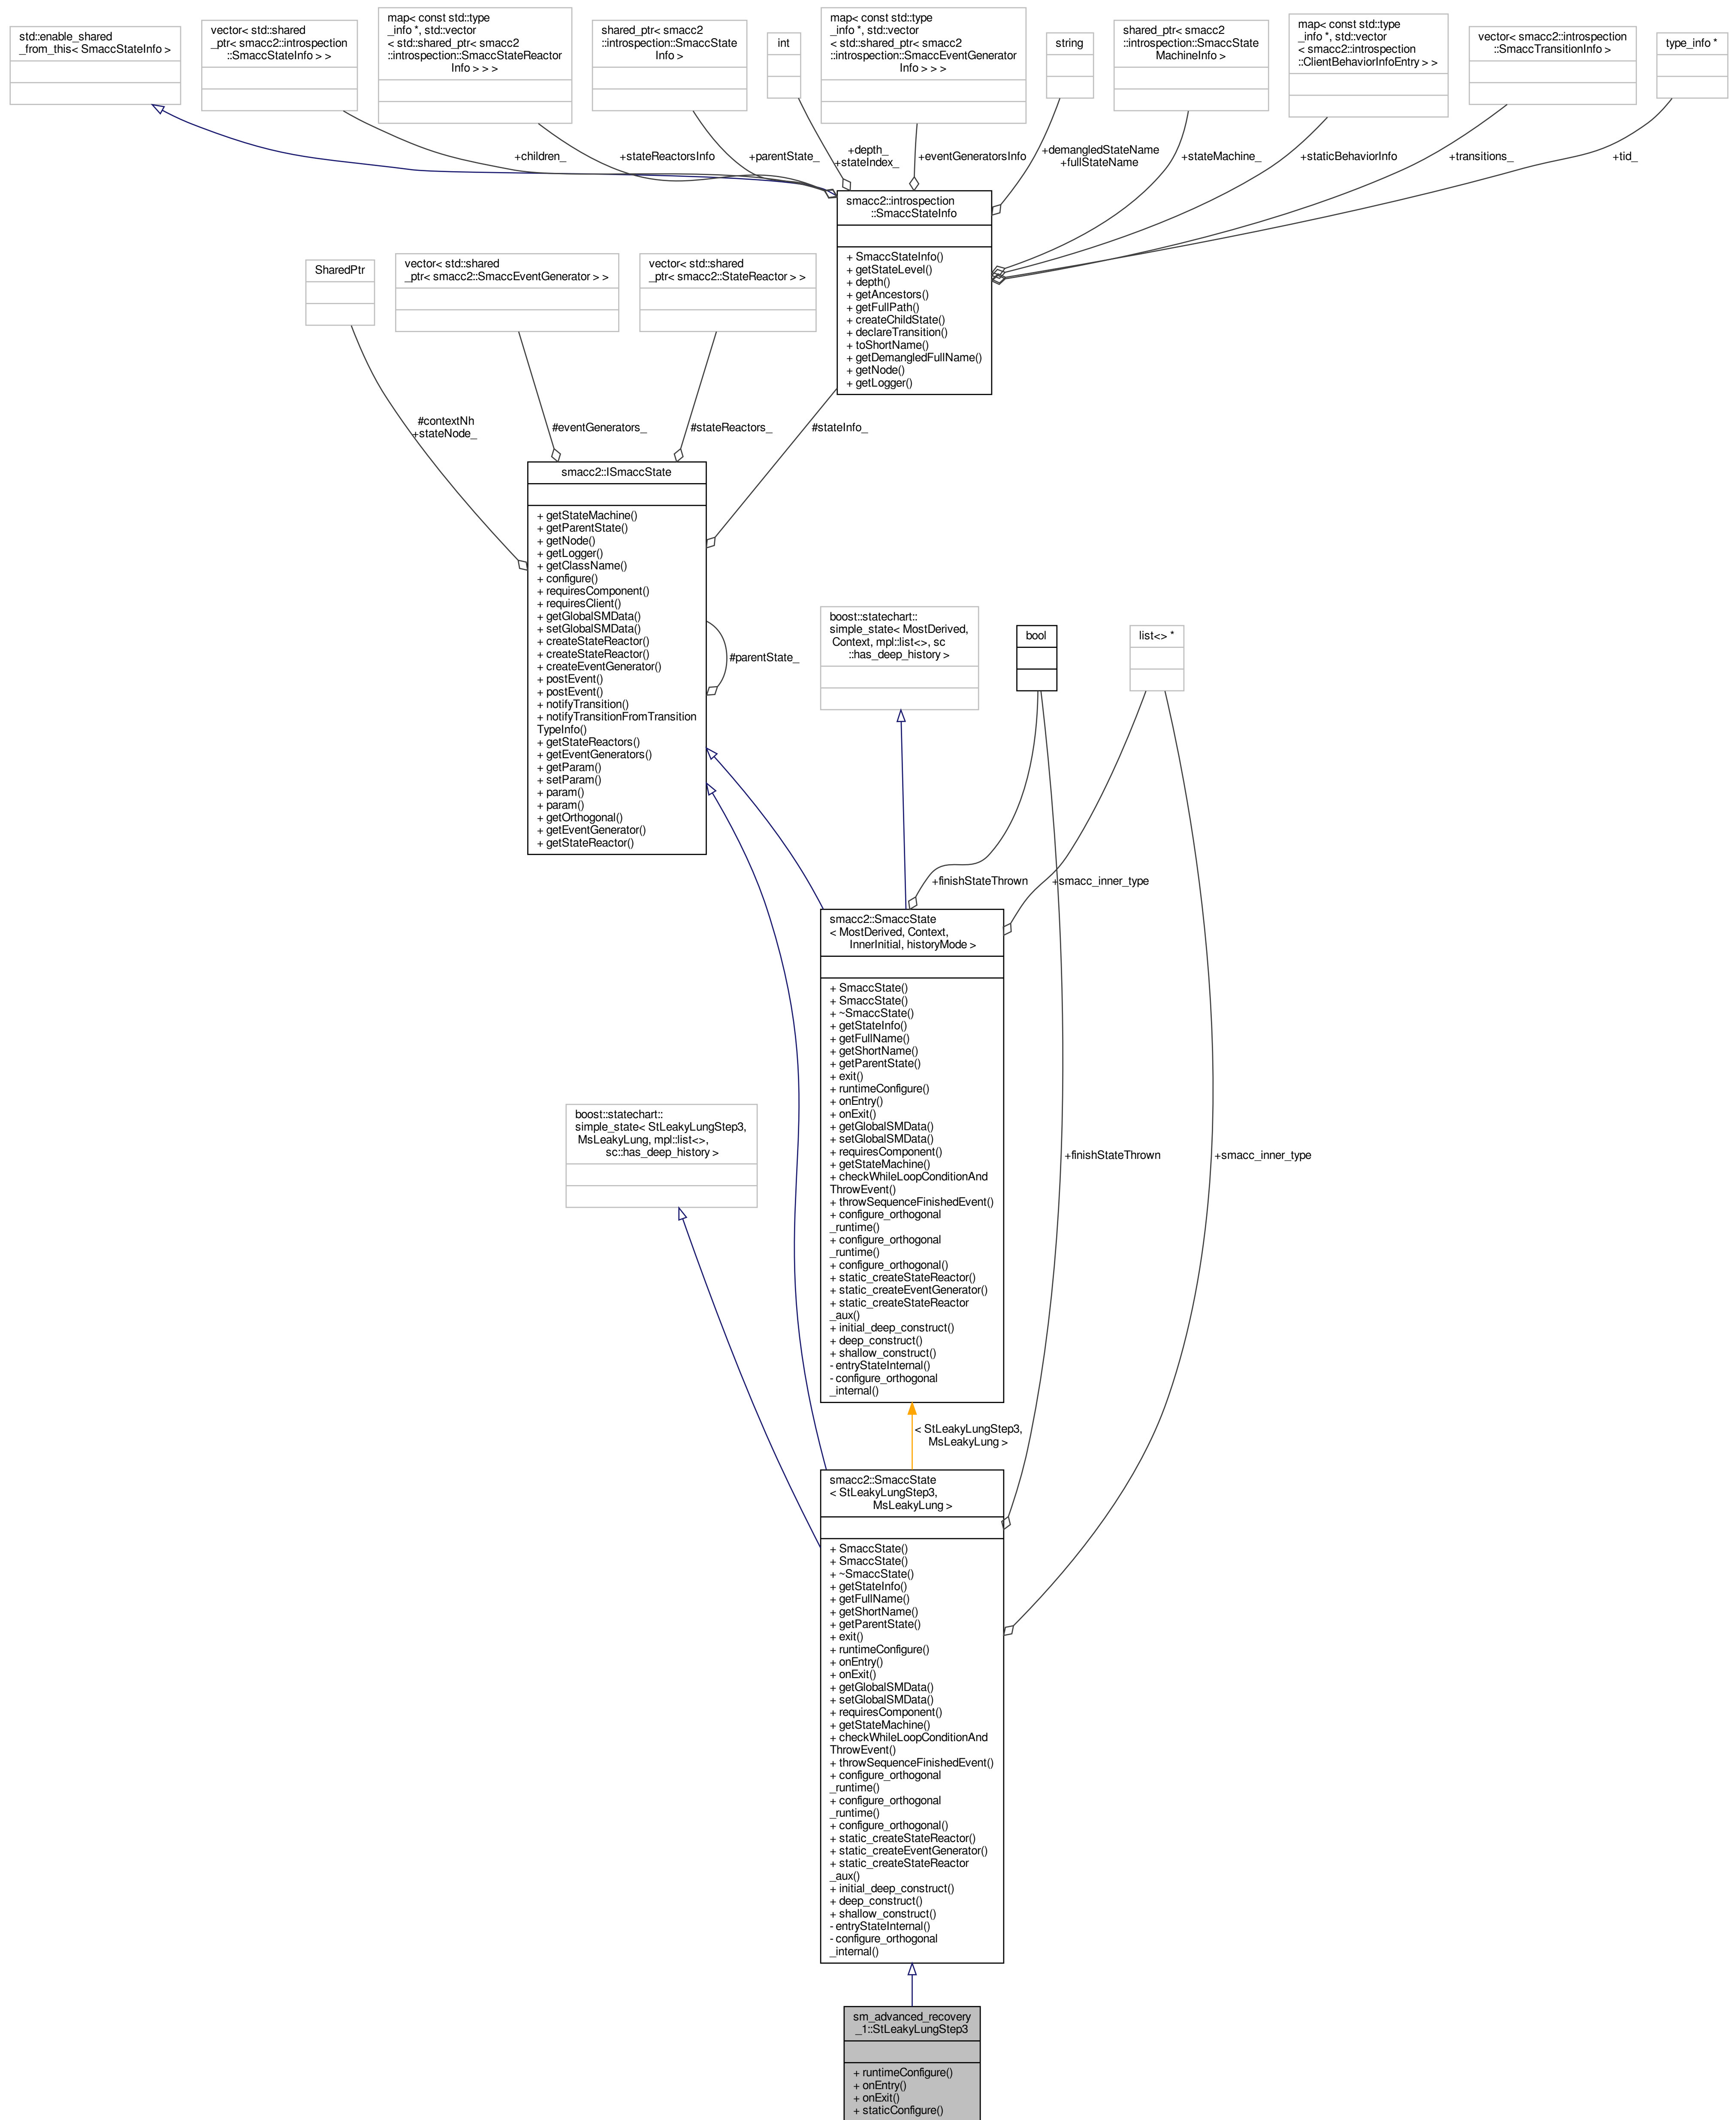 std::enable_shared
_from_this< SmaccStateInfo >
vector< std::shared
_ptr< smacc2::introspection
::SmaccStateInfo > >
map< const std::type
_info *, std::vector
< std::shared_ptr< smacc2
::introspection::SmaccStateReactor
Info > > >
shared_ptr< smacc2
::introspection::SmaccState
Info >
int
map< const std::type
_info *, std::vector
< std::shared_ptr< smacc2
::introspection::SmaccEventGenerator
Info > > >
string
shared_ptr< smacc2
::introspection::SmaccState
MachineInfo >
map< const std::type
_info *, std::vector
< smacc2::introspection
::ClientBehaviorInfoEntry > >
vector< smacc2::introspection
::SmaccTransitionInfo >
type_info *
+children_
+stateReactorsInfo
+parentState_
+depth_
+stateIndex_
+eventGeneratorsInfo
+demangledStateName
+fullStateName
+stateMachine_
+staticBehaviorInfo
+transitions_
+tid_
smacc2::introspection
::SmaccStateInfo
+ SmaccStateInfo()
+ getStateLevel()
+ depth()
+ getAncestors()
+ getFullPath()
+ createChildState()
+ declareTransition()
+ toShortName()
+ getDemangledFullName()
+ getNode()
+ getLogger()
SharedPtr
vector< std::shared
_ptr< smacc2::SmaccEventGenerator > >
vector< std::shared
_ptr< smacc2::StateReactor > >
#contextNh
+stateNode_
#eventGenerators_
#stateReactors_
#stateInfo_
smacc2::ISmaccState
+ getStateMachine()
+ getParentState()
+ getNode()
+ getLogger()
+ getClassName()
+ configure()
+ requiresComponent()
+ requiresClient()
+ getGlobalSMData()
+ setGlobalSMData()
+ createStateReactor()
+ createStateReactor()
+ createEventGenerator()
+ postEvent()
+ postEvent()
+ notifyTransition()
+ notifyTransitionFromTransition
TypeInfo()
+ getStateReactors()
+ getEventGenerators()
+ getParam()
+ setParam()
+ param()
+ param()
+ getOrthogonal()
+ getEventGenerator()
+ getStateReactor()
#parentState_
boost::statechart::
simple_state< MostDerived,
Context, mpl::list<>, sc
::has_deep_history >
bool
list<> *
+finishStateThrown
+smacc_inner_type
smacc2::SmaccState
< MostDerived, Context,
InnerInitial, historyMode >
+ SmaccState()
+ SmaccState()
+ ~SmaccState()
+ getStateInfo()
+ getFullName()
+ getShortName()
+ getParentState()
+ exit()
+ runtimeConfigure()
+ onEntry()
+ onExit()
+ getGlobalSMData()
+ setGlobalSMData()
+ requiresComponent()
+ getStateMachine()
+ checkWhileLoopConditionAnd
ThrowEvent()
+ throwSequenceFinishedEvent()
+ configure_orthogonal
_runtime()
+ configure_orthogonal
_runtime()
+ configure_orthogonal()
+ static_createStateReactor()
+ static_createEventGenerator()
+ static_createStateReactor
_aux()
+ initial_deep_construct()
+ deep_construct()
+ shallow_construct()
- entryStateInternal()
- configure_orthogonal
_internal()
boost::statechart::
simple_state< StLeakyLungStep3,
MsLeakyLung, mpl::list<>,
sc::has_deep_history >
+finishStateThrown
+smacc_inner_type
< StLeakyLungStep3,
MsLeakyLung >
smacc2::SmaccState
< StLeakyLungStep3,
MsLeakyLung >
+ SmaccState()
+ SmaccState()
+ ~SmaccState()
+ getStateInfo()
+ getFullName()
+ getShortName()
+ getParentState()
+ exit()
+ runtimeConfigure()
+ onEntry()
+ onExit()
+ getGlobalSMData()
+ setGlobalSMData()
+ requiresComponent()
+ getStateMachine()
+ checkWhileLoopConditionAnd
ThrowEvent()
+ throwSequenceFinishedEvent()
+ configure_orthogonal
_runtime()
+ configure_orthogonal
_runtime()
+ configure_orthogonal()
+ static_createStateReactor()
+ static_createEventGenerator()
+ static_createStateReactor
_aux()
+ initial_deep_construct()
+ deep_construct()
+ shallow_construct()
- entryStateInternal()
- configure_orthogonal
_internal()
sm_advanced_recovery
_1::StLeakyLungStep3
+ runtimeConfigure()
+ onEntry()
+ onExit()
+ staticConfigure()